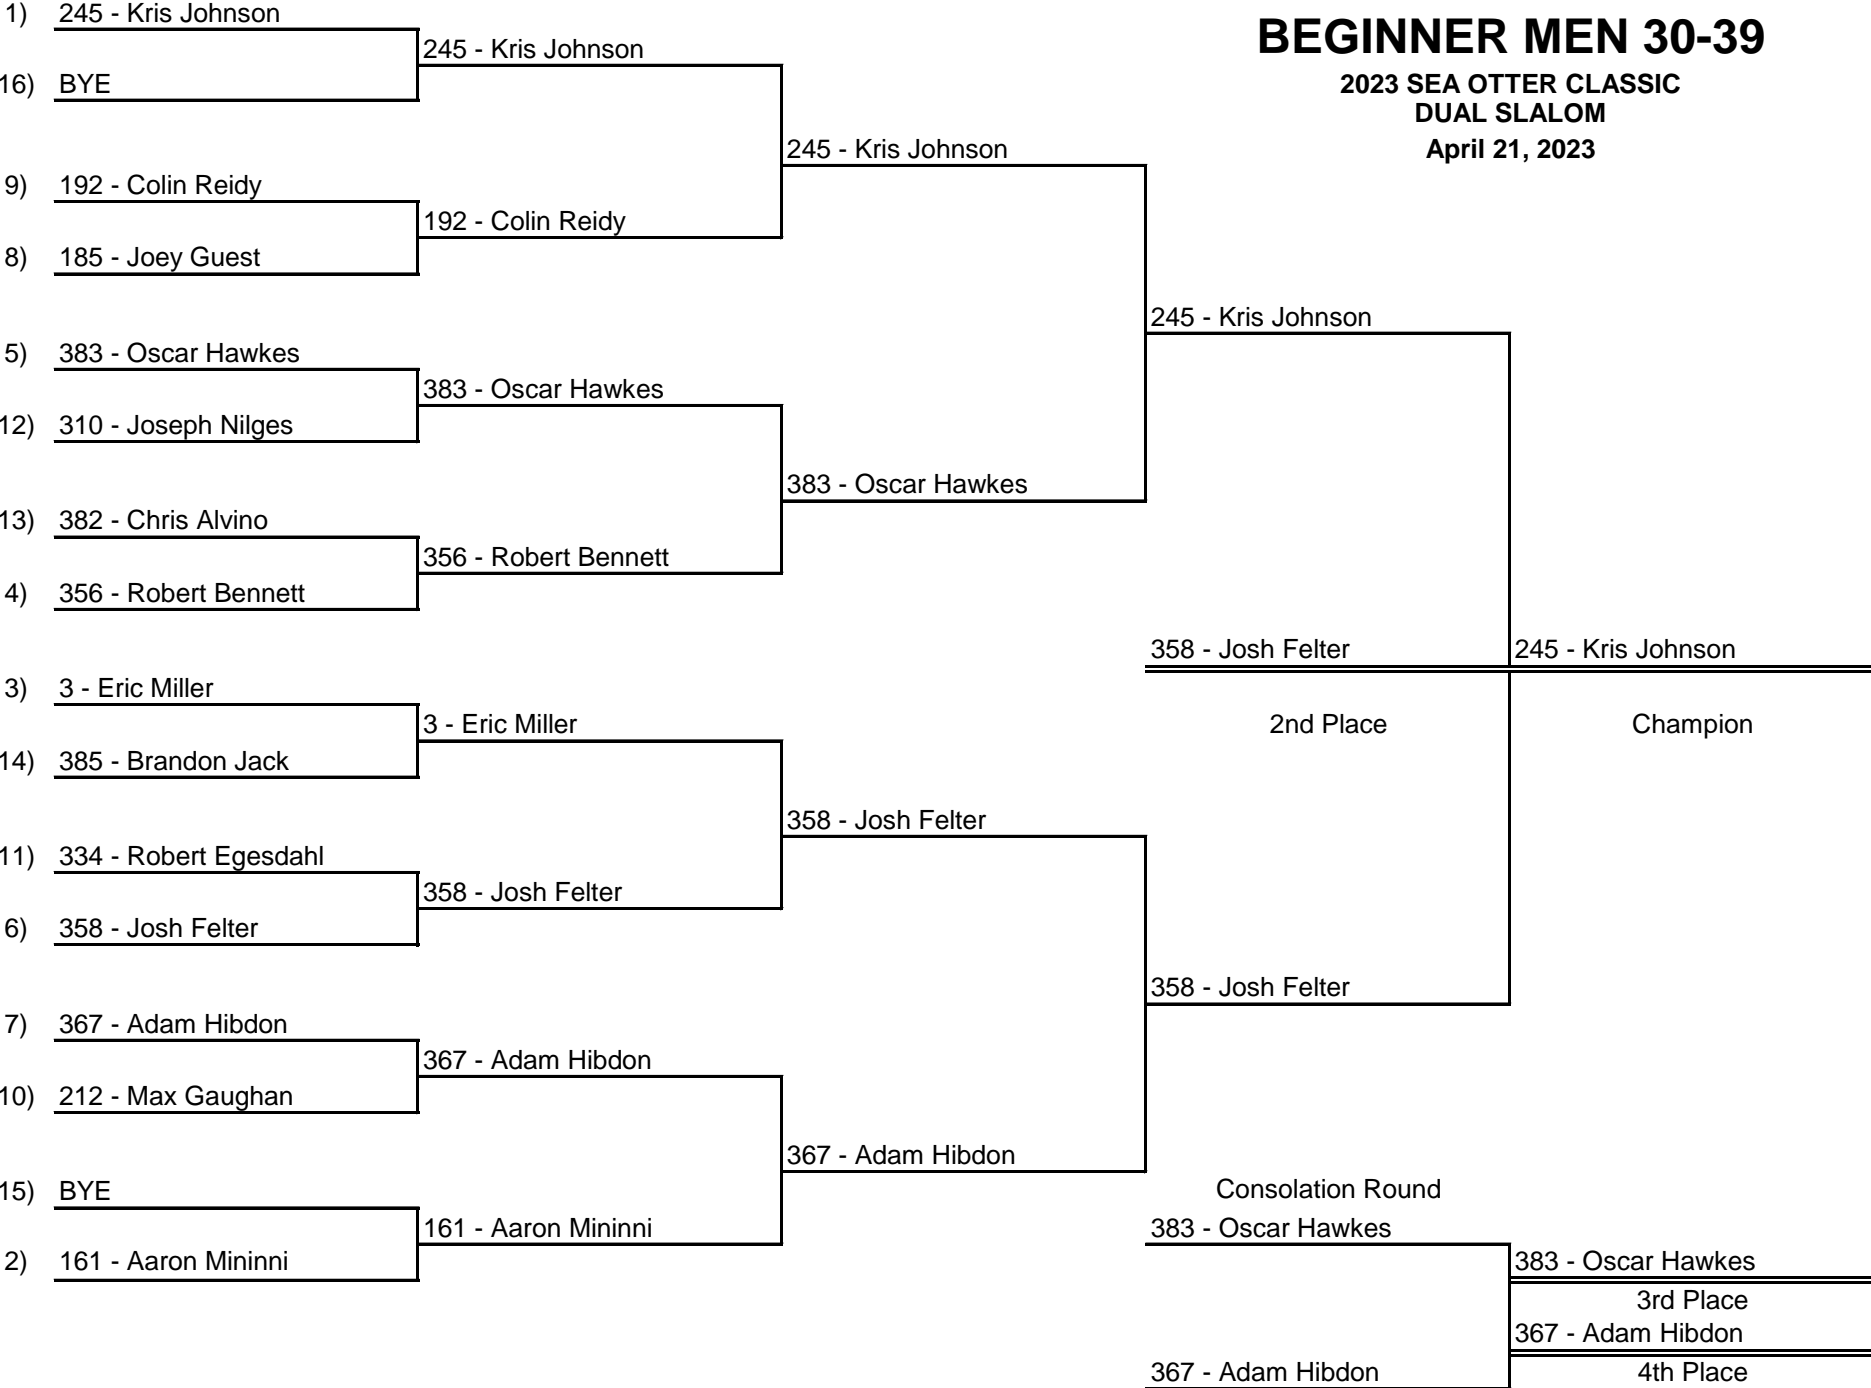 BEGINNER MEN 30-39
2023 SEA OTTER CLASSIC
DUAL SLALOM
April 21, 2023
1) 245 - Kris Johnson
16) BYE
9) 192 - Colin Reidy
8) 185 - Joey Guest
5) 383 - Oscar Hawkes
12) 310 - Joseph Nilges
13) 382 - Chris Alvino
4) 356 - Robert Bennett
3) 3 - Eric Miller
14) 385 - Brandon Jack
11) 334 - Robert Egesdahl
6) 358 - Josh Felter
7) 367 - Adam Hibdon
10) 212 - Max Gaughan
15) BYE
2) 161 - Aaron Mininni
245 - Kris Johnson
192 - Colin Reidy
383 - Oscar Hawkes
356 - Robert Bennett
3 - Eric Miller
358 - Josh Felter
367 - Adam Hibdon
161 - Aaron Mininni
245 - Kris Johnson
383 - Oscar Hawkes
358 - Josh Felter
367 - Adam Hibdon
245 - Kris Johnson
358 - Josh Felter
358 - Josh Felter
2nd Place
245 - Kris Johnson
Champion
Consolation Round
383 - Oscar Hawkes
367 - Adam Hibdon
383 - Oscar Hawkes
3rd Place
367 - Adam Hibdon
4th Place